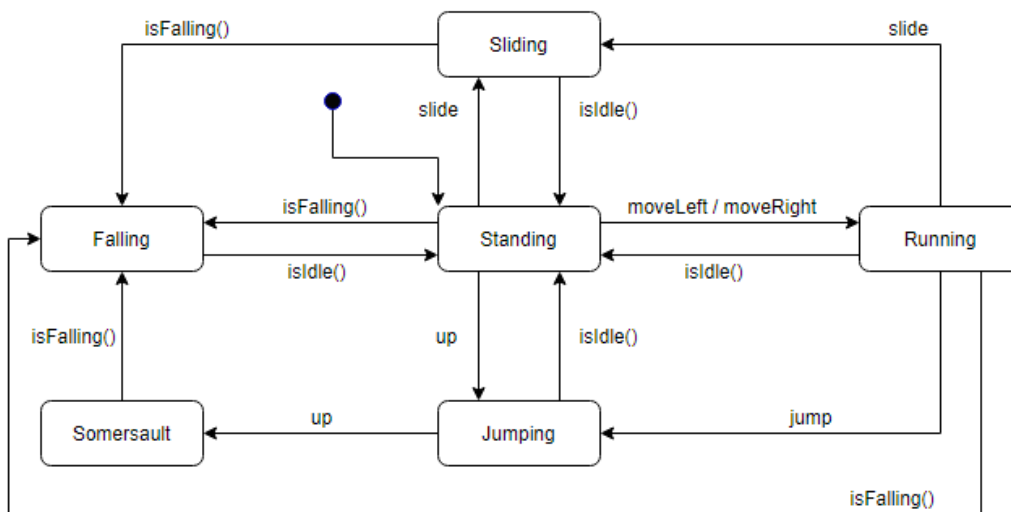 isFalling()
Sliding
slide
slide
isIdle()
isFalling()
moveLeft / moveRight
Falling
Standing
Running
isIdle()
isIdle()
isFalling()
up
isIdle()
Somersault
up
Jumping
jump
isFalling()